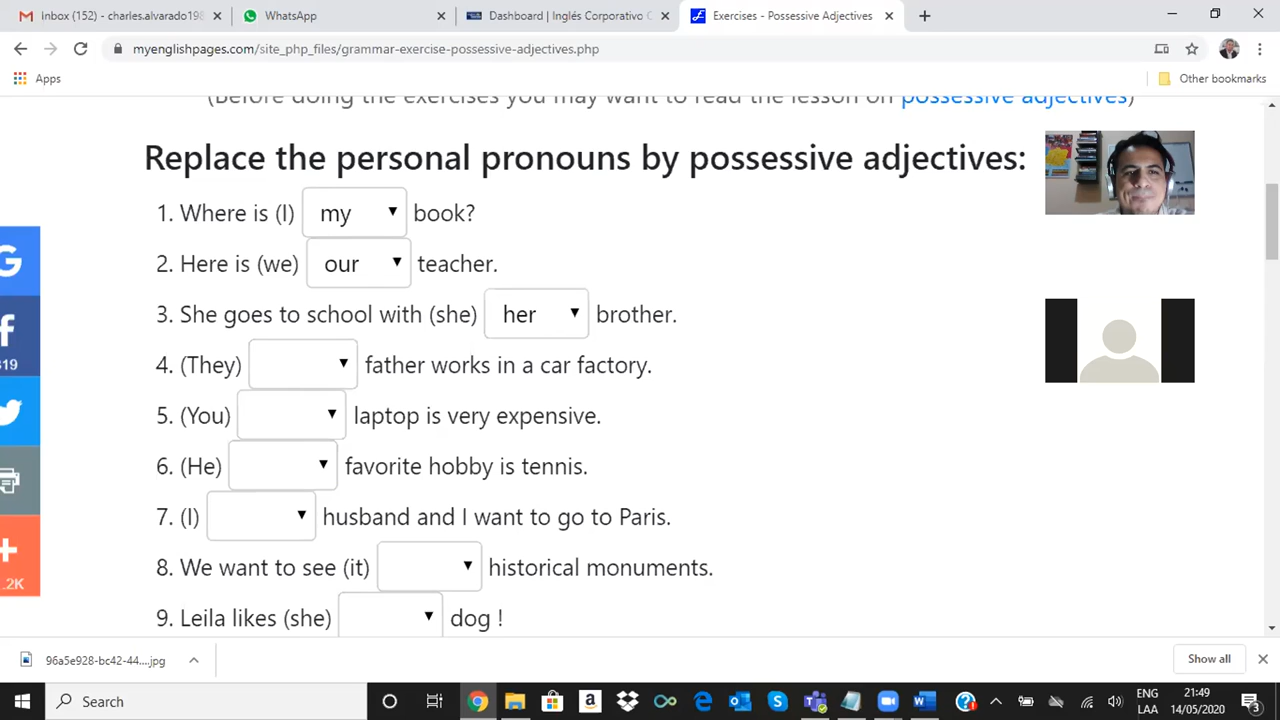 Inbox (152) - charles.alvarado198
WhatsApp
Dashboard | Inglés Corporativo C
Exercises - Possessive Adjectives
myenglishpages.com/site_php_files/grammar-exercise-possessive-adjectives.php
Apps
Other bookmarks
(Before doing the exercises you may want to read the lesson on possessive adjectives)
Replace the personal pronouns by possessive adjectives:
1. Where is (I) my book?
2. Here is (we) our teacher.
3. She goes to school with (she) her brother.
4. (They) father works in a car factory.
5. (You) laptop is very expensive.
6. (He) favorite hobby is tennis.
7. (I) husband and I want to go to Paris.
8. We want to see (it) historical monuments.
9. Leila likes (she) dog !
G
f
319
.2K
96a5e928-bc42-44....jpg
Show all
Search
ENG
LAA
21:49
14/05/2020
3